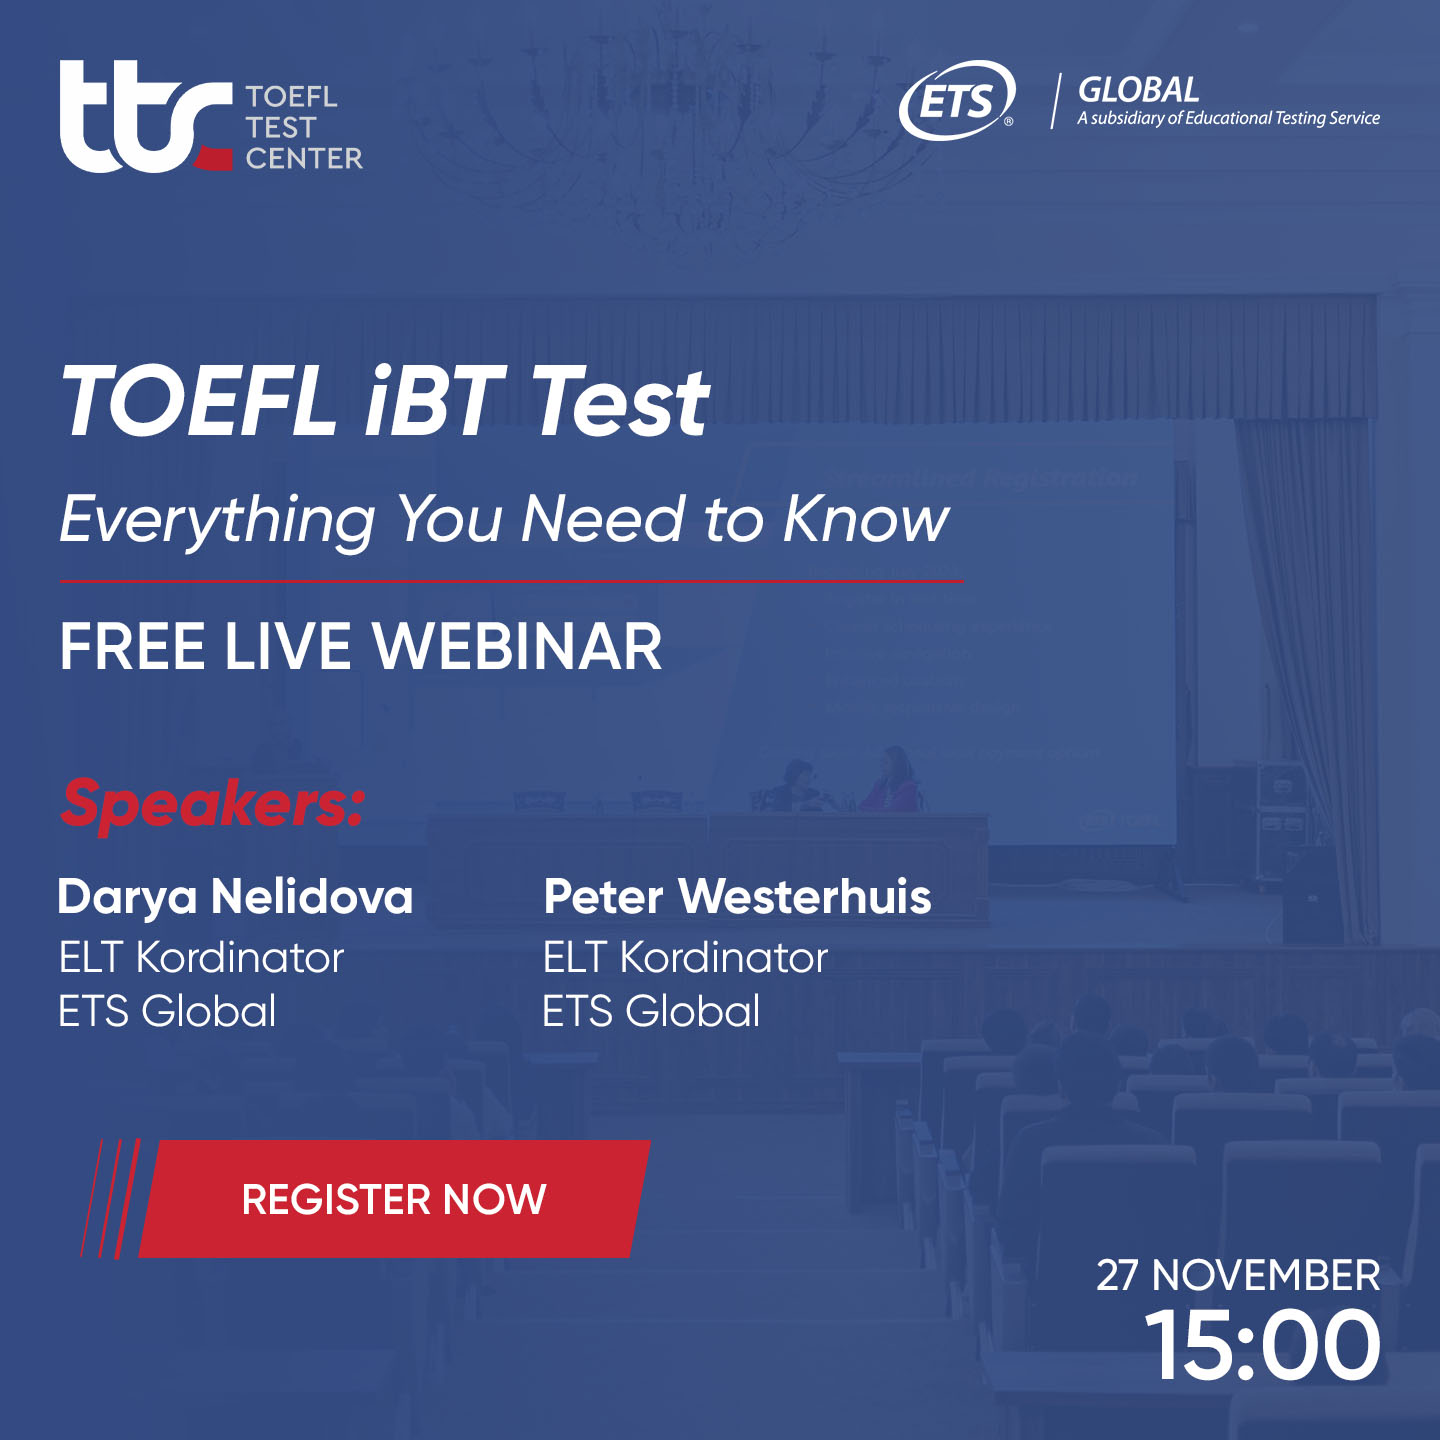 ttc TOEFL
TEST
CENTER
ETS® GLOBAL
A subsidiary of Educational Testing Service
TOEFL iBT Test
Everything You Need to Know
FREE LIVE WEBINAR
Streamlined Registration
Speakers:
Darya Nelidova
ELT Kordinator
ETS Global
Peter Westerhuis
ELT Kordinator
ETS Global
REGISTER NOW
27 NOVEMBER
15:00